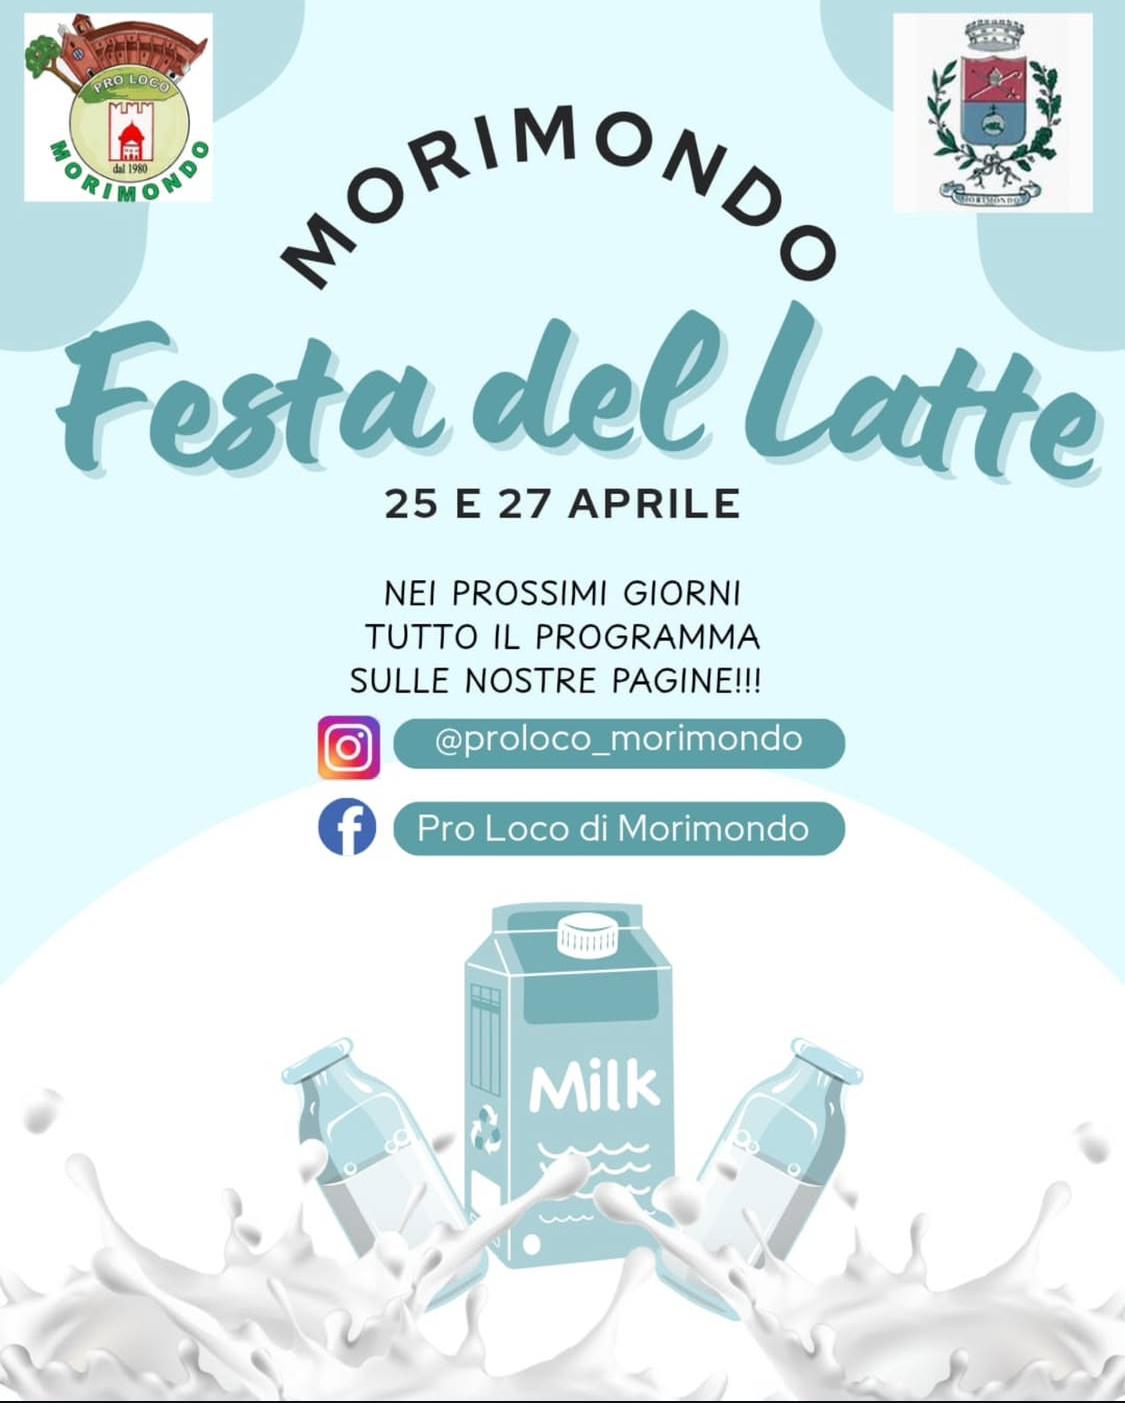 PRO LOCO
dal 1980
MORIMONDO
MORIMONDO
MORIMONDO
Festa del Latte
25 E 27 APRILE
NEI PROSSIMI GIORNI
TUTTO IL PROGRAMMA
SULLE NOSTRE PAGINE!!!
@proloco_morimondo
Pro Loco di Morimondo
Milk